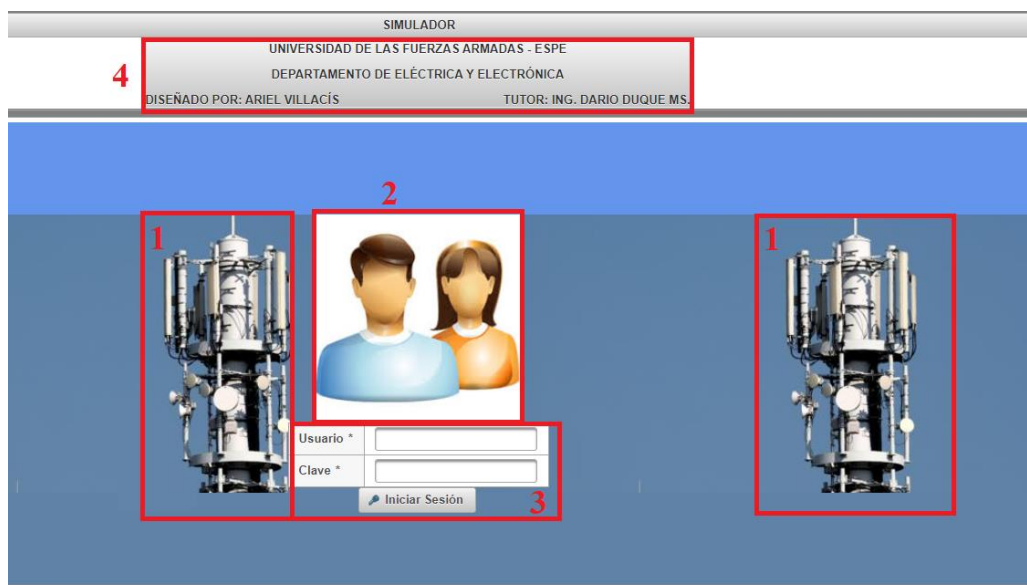 SIMULADOR
UNIVERSIDAD DE LAS FUERZAS ARMADAS - ESPE
4
DEPARTAMENTO DE ELÉCTRICA Y ELECTRÓNICA
DISEÑADO POR: ARIEL VILLACÍS TUTOR: ING. DARIO DUQUE MS.
2
1 1
Usuario *
Clave *
Iniciar Sesión 3